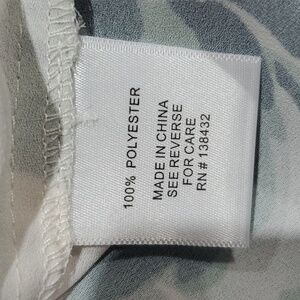 100% POLYESTER
MADE IN CHINA
SEE REVERSE
FOR CARE
RN # 138432